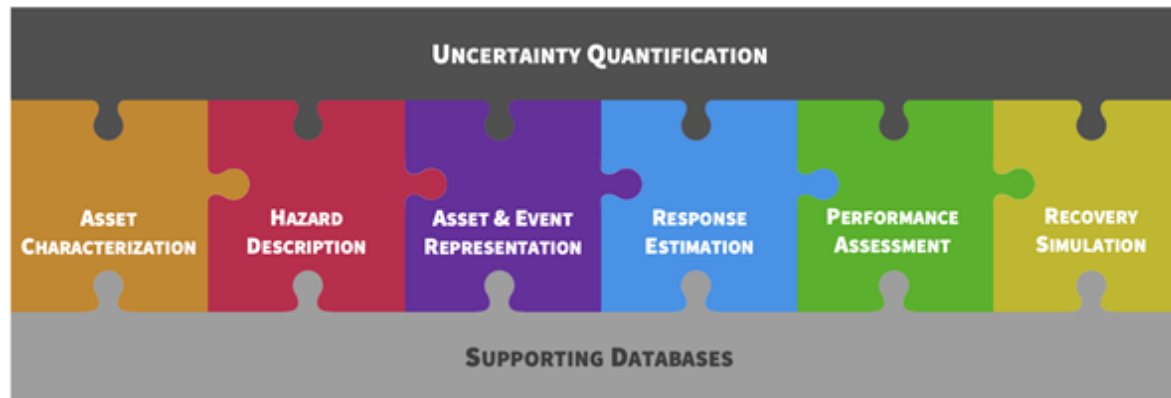 UNCERTAINTY QUANTIFICATION
ASSET
CHARACTERIZATION
HAZARD
DESCRIPTION
ASSET & EVENT
REPRESENTATION
RESPONSE
ESTIMATION
PERFORMANCE
ASSESSMENT
RECOVERY
SIMULATION
SUPPORTING DATABASES